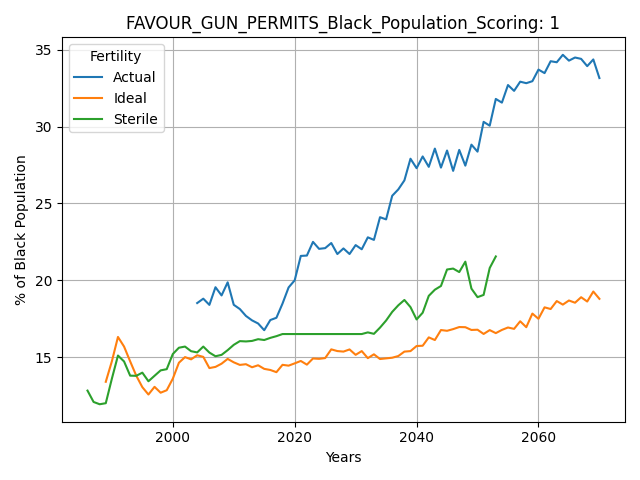 FAVOUR_GUN_PERMITS_Black_Population_Scoring: 1
Fertility
Actual
Ideal
Sterile
% of Black Population
35
30
25
20
15
2000 2020 2040 2060
Years